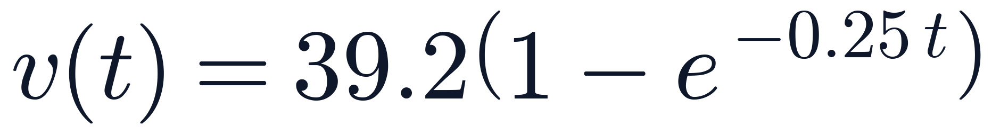 v(t) = 39.2(1 − e^{−0.25 t})